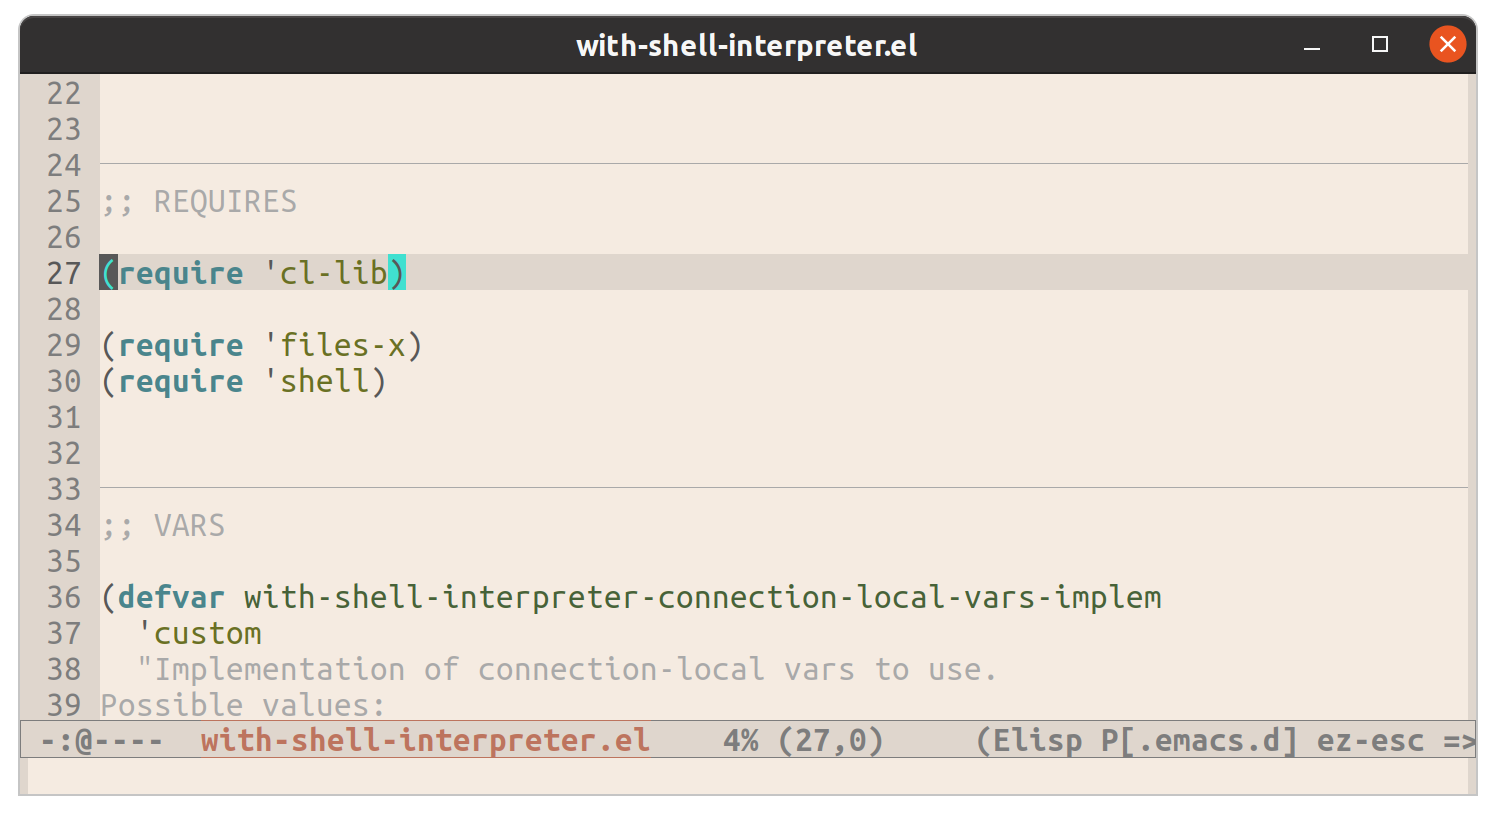 with-shell-interpreter.el
22
23
24
25 ;; REQUIRES
26
27 (require 'cl-lib)
28
29 (require 'files-x)
30 (require 'shell)
31
32
33
34 ;; VARS
35
36 (defvar with-shell-interpreter-connection-local-vars-implem
37   'custom
38   "Implementation of connection-local vars to use.
39 Possible values:
-:@----  with-shell-interpreter.el    4% (27,0)     (Elisp P[.emacs.d] ez-esc =>